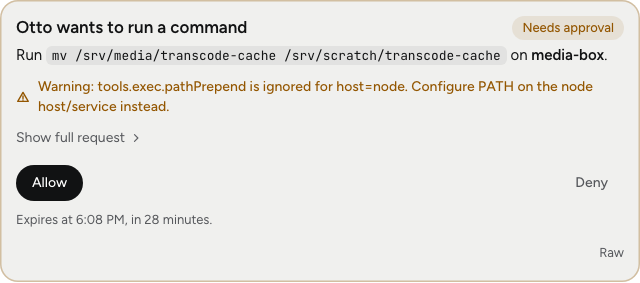 Otto wants to run a command
Needs approval
Run mv /srv/media/transcode-cache /srv/scratch/transcode-cache on media-box.
Warning: tools.exec.pathPrepend is ignored for host=node. Configure PATH on the node
host/service instead.
Show full request
Allow
Deny
Expires at 6:08 PM, in 28 minutes.
Raw